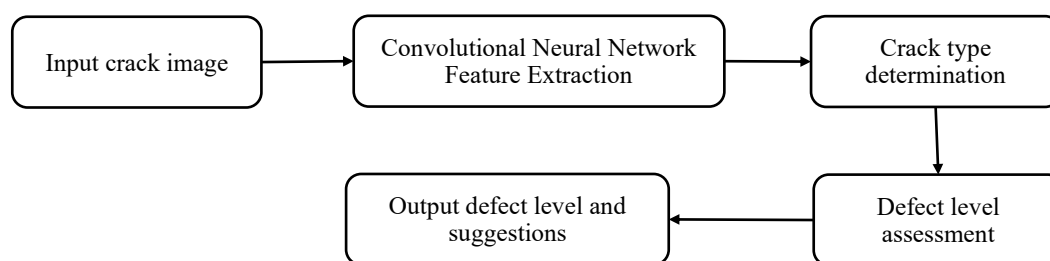 Input crack image
Convolutional Neural Network
Feature Extraction
Crack type
determination
Defect level
assessment
Output defect level and
suggestions